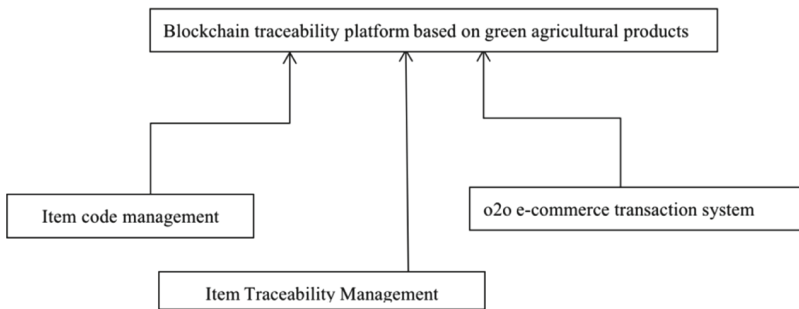 Blockchain traceability platform based on green agricultural products
Item code management
o2o e-commerce transaction system
Item Traceability Management